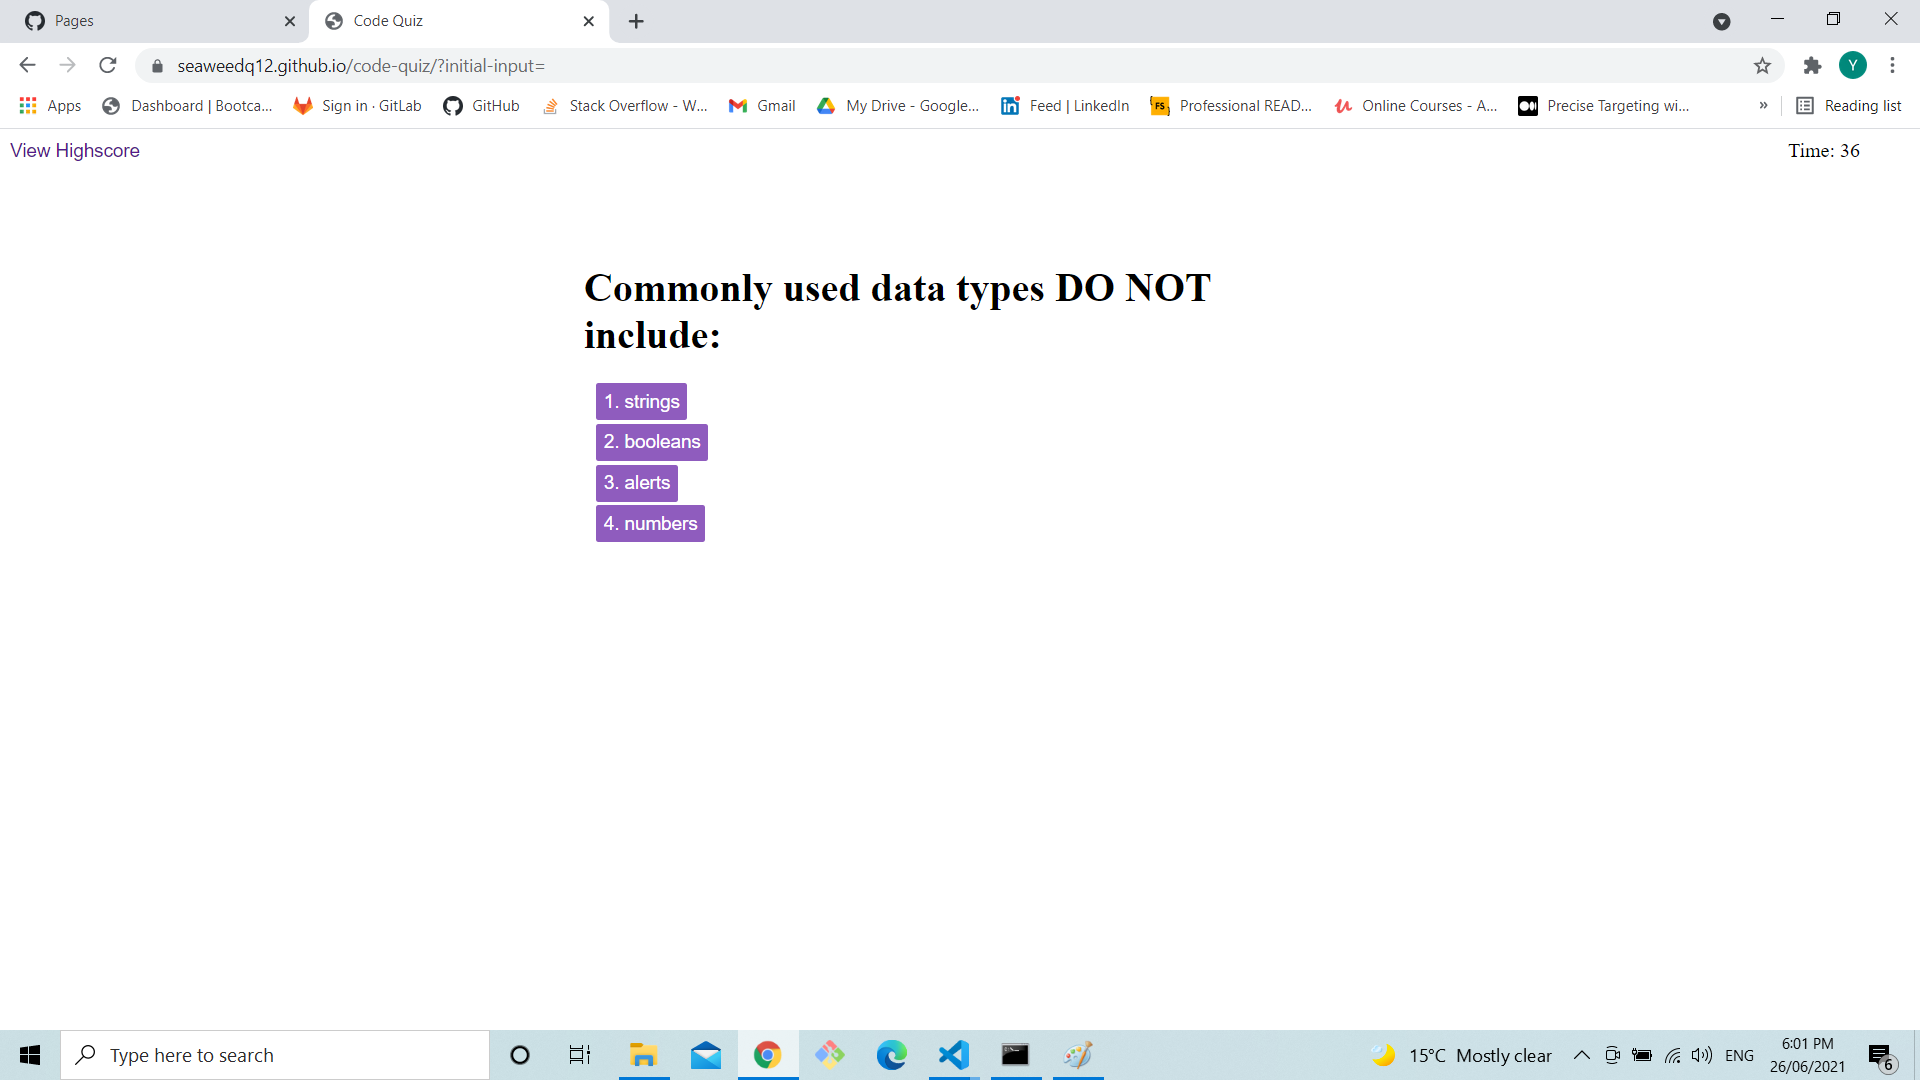 Pages
Code Quiz
seaweedq12.github.io/code-quiz/?initial-input=
Y
Apps
Dashboard | Bootca...
Sign in · GitLab
GitHub
Stack Overflow - W...
Gmail
My Drive - Google...
Feed | LinkedIn
FS
Professional READ...
Online Courses - A...
Precise Targeting wi...
»
Reading list
View Highscore
Time: 36
Commonly used data types DO NOT
include:
1. strings
2. booleans
3. alerts
4. numbers
Type here to search
15°C Mostly clear
ENG
6:01 PM
26/06/2021
6